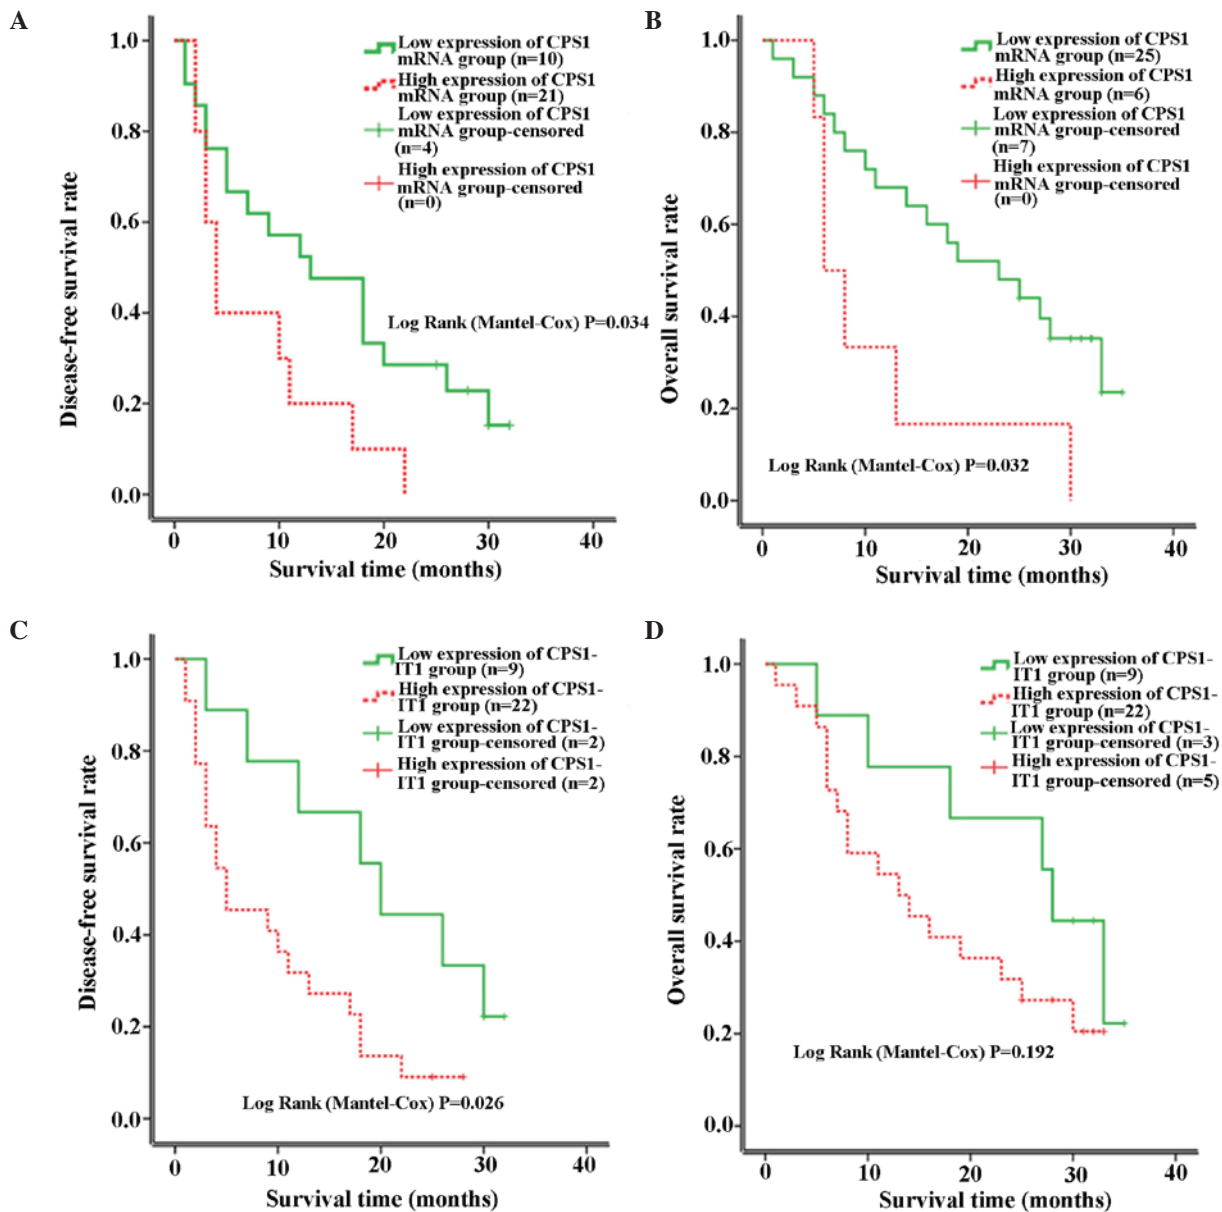 A
Disease-free survival rate
1.0
0.8
0.6
0.4
0.2
0.0
Low expression of CPS1
mRNA group (n=10)
High expression of CPS1
mRNA group (n=21)
Low expression of CPS1
mRNA group-censored
(n=4)
High expression of CPS1
mRNA group-censored
(n=0)
Log Rank (Mantel-Cox) P=0.034
0 10 20 30 40
Survival time (months)
B
Overall survival rate
1.0
0.8
0.6
0.4
0.2
0.0
Low expression of CPS1
mRNA group (n=25)
High expression of CPS1
mRNA group (n=6)
Low expression of CPS1
mRNA group-censored
(n=7)
High expression of CPS1
mRNA group-censored
(n=0)
Log Rank (Mantel-Cox) P=0.032
0 10 20 30 40
Survival time (months)
C
Disease-free survival rate
1.0
0.8
0.6
0.4
0.2
0.0
Low expression of CPS1-
IT1 group (n=9)
High expression of CPS1-
IT1 group (n=22)
Low expression of CPS1-
IT1 group-censored (n=2)
High expression of CPS1-
IT1 group-censored (n=2)
Log Rank (Mantel-Cox) P=0.026
0 10 20 30 40
Survival time (months)
D
Overall survival rate
1.0
0.8
0.6
0.4
0.2
0.0
Low expression of CPS1-
IT1 group (n=9)
High expression of CPS1-
IT1 group (n=22)
Low expression of CPS1-
IT1 group-censored (n=3)
High expression of CPS1-
IT1 group-censored (n=5)
Log Rank (Mantel-Cox) P=0.192
0 10 20 30 40
Survival time (months)